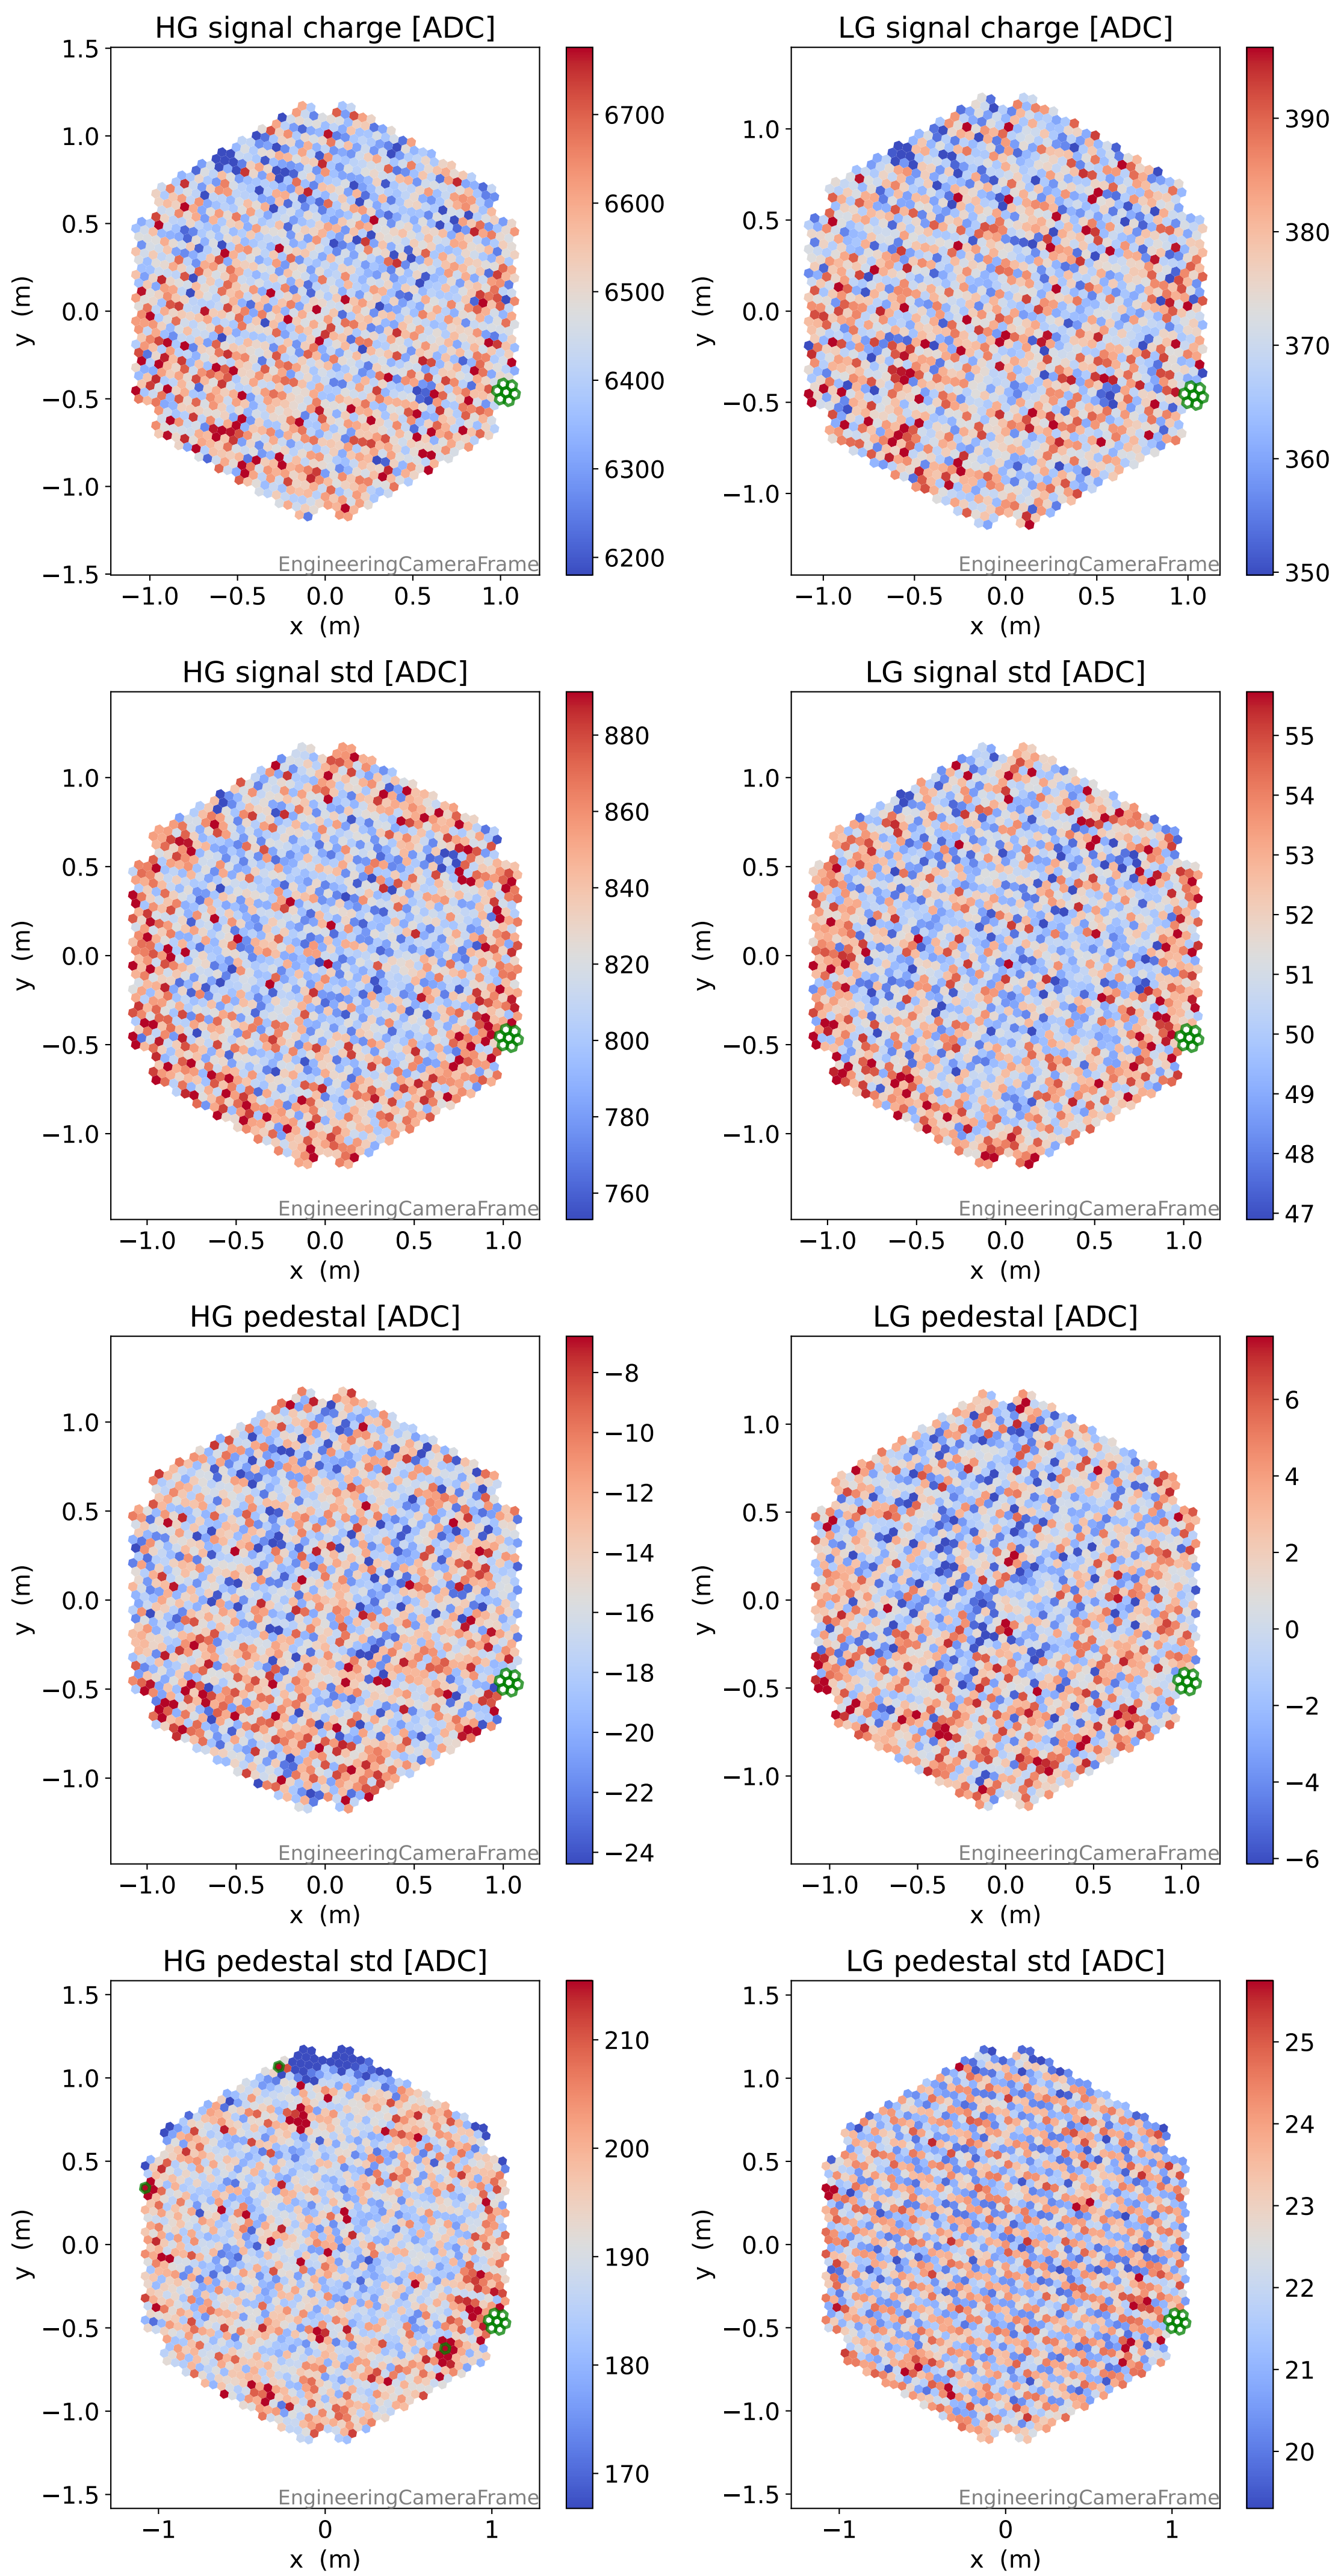 HG signal charge [ADC]
1.5
1.0
0.5
0.0
−0.5
−1.0
−1.5
y (m)
−1.0 −0.5 0.0 0.5 1.0
x (m)
EngineeringCameraFrame
6700
6600
6500
6400
6300
6200
LG signal charge [ADC]
1.0
0.5
0.0
−0.5
−1.0
y (m)
−1.0 −0.5 0.0 0.5 1.0
x (m)
EngineeringCameraFrame
390
380
370
360
350
HG signal std [ADC]
1.0
0.5
0.0
−0.5
−1.0
y (m)
−1.0 −0.5 0.0 0.5 1.0
x (m)
EngineeringCameraFrame
880
860
840
820
800
780
760
LG signal std [ADC]
1.0
0.5
0.0
−0.5
−1.0
y (m)
−1.0 −0.5 0.0 0.5 1.0
x (m)
EngineeringCameraFrame
55
54
53
52
51
50
49
48
47
HG pedestal [ADC]
1.0
0.5
0.0
−0.5
−1.0
y (m)
−1.0 −0.5 0.0 0.5 1.0
x (m)
EngineeringCameraFrame
−8
−10
−12
−14
−16
−18
−20
−22
−24
LG pedestal [ADC]
1.0
0.5
0.0
−0.5
−1.0
y (m)
−1.0 −0.5 0.0 0.5 1.0
x (m)
EngineeringCameraFrame
6
4
2
0
−2
−4
−6
HG pedestal std [ADC]
1.5
1.0
0.5
0.0
−0.5
−1.0
−1.5
y (m)
−1 0 1
x (m)
EngineeringCameraFrame
210
200
190
180
170
LG pedestal std [ADC]
1.5
1.0
0.5
0.0
−0.5
−1.0
−1.5
y (m)
−1 0 1
x (m)
EngineeringCameraFrame
25
24
23
22
21
20